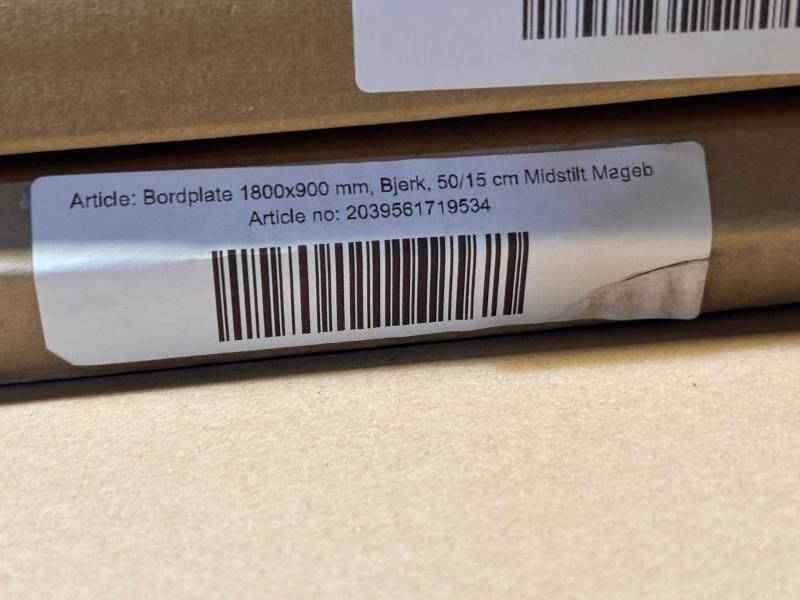 Article: Bordplate 1800x900 mm, Bjerk, 50/15 cm Midstilt Mageb
Article no: 2039561719534